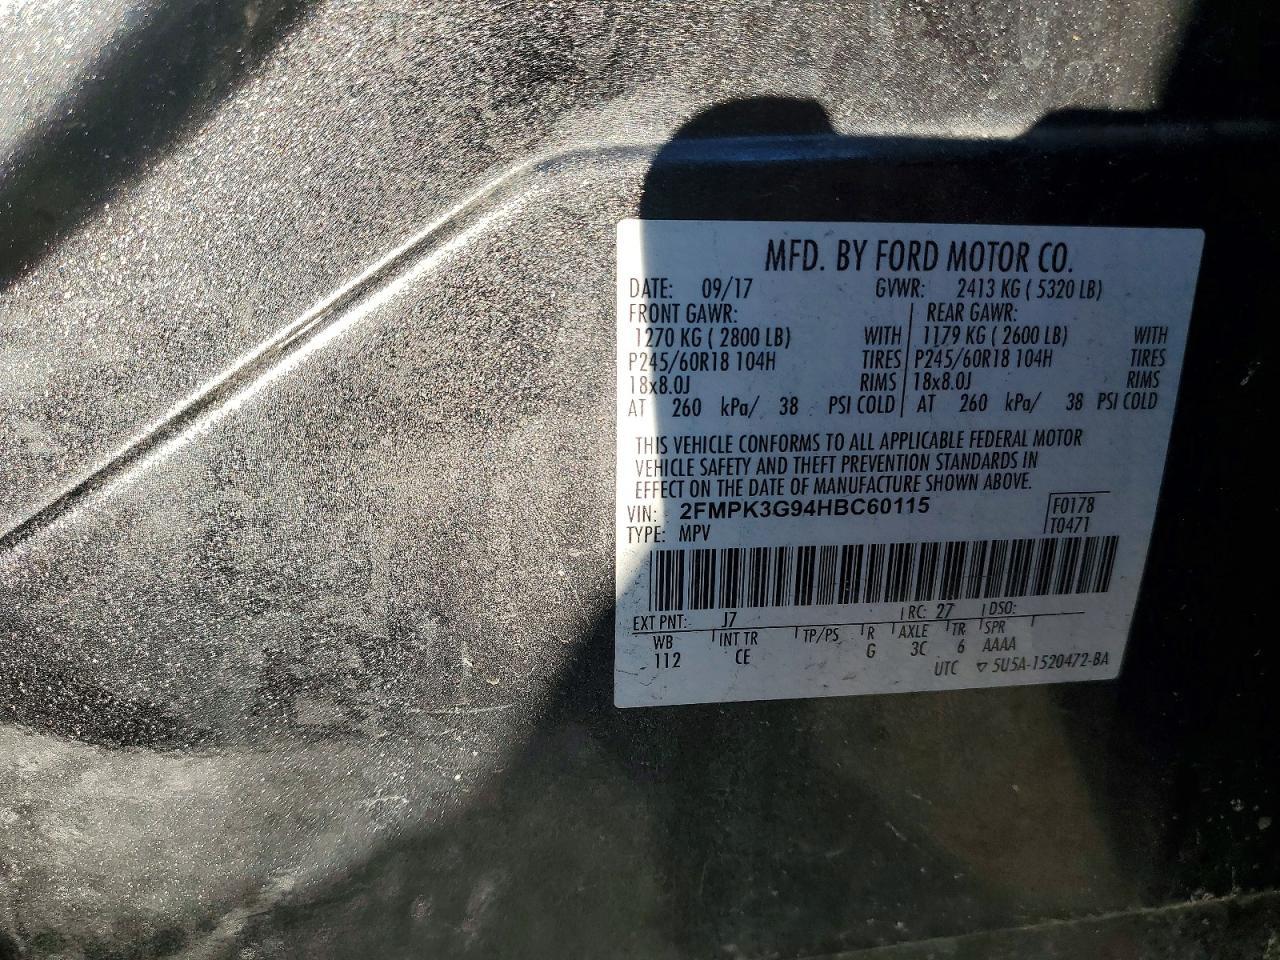 MFD. BY FORD MOTOR CO.
DATE: 09/17 GVWR: 2413 KG ( 5320 LB)
FRONT GAWR: REAR GAWR:
1270 KG ( 2800 LB) WITH 1179 KG ( 2600 LB) WITH
P245/60R18 104H TIRES P245/60R18 104H TIRES
18x8.0J RIMS 18x8.0J RIMS
AT 260 kPa/ 38 PSI COLD AT 260 kPa/ 38 PSI COLD
THIS VEHICLE CONFORMS TO ALL APPLICABLE FEDERAL MOTOR
VEHICLE SAFETY AND THEFT PREVENTION STANDARDS IN
EFFECT ON THE DATE OF MANUFACTURE SHOWN ABOVE.
VIN: 2FMPK3G94HBC60115 F0178
TYPE: MPV T0471
EXT PNT: J7 RC: 27 DSO:
WB INT TR TP/PS R AXLE TR SPR
112 CE G 3C 6 AAAA
UTC ▽ 5U5A-1520472-BA